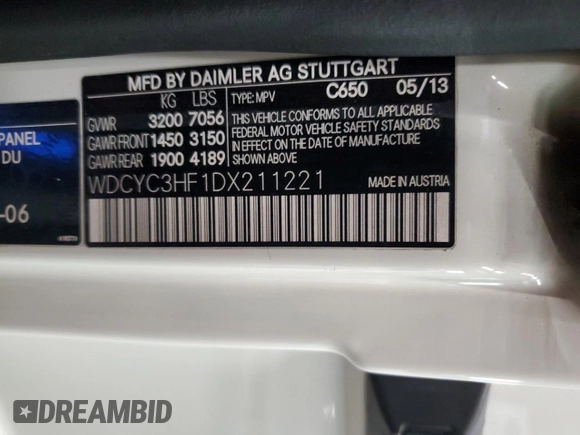 MFD BY DAIMLER AG STUTTGART
KG LBS TYPE: MPV C650 05/13
GVWR 3200 7056
GAWR FRONT 1450 3150
GAWR REAR 1900 4189
THIS VEHICLE CONFORMS TO ALL APPLICABLE
FEDERAL MOTOR VEHICLE SAFETY STANDARDS
IN EFFECT ON THE DATE OF MANUFACTURE
SHOWN ABOVE.
WDCYC3HF1DX211221 MADE IN AUSTRIA
PANEL
DU
-06
DREAMBID